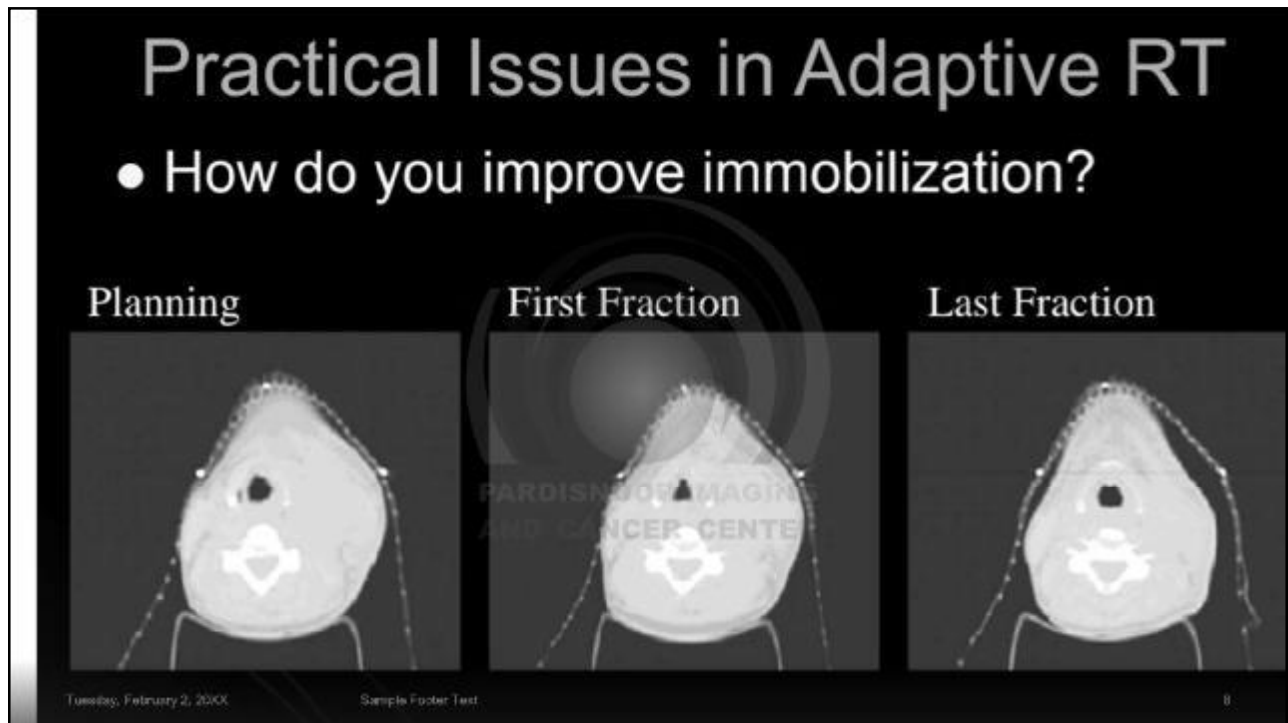 Practical Issues in Adaptive RT
● How do you improve immobilization?
Planning
First Fraction
Last Fraction
PARDISNOOR IMAGING
AND CANCER CENTER
Tuesday, February 2, 20XX
Sample Footer Text
8